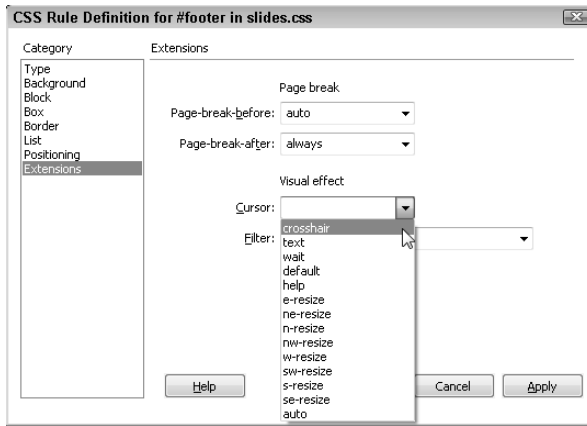 CSS Rule Definition for #footer in slides.css
Category
Extensions
Type
Background
Block
Box
Border
List
Positioning
Extensions
Page break
Page-break-before: auto
Page-break-after: always
Visual effect
Cursor:
Filter:
crosshair
text
wait
default
help
e-resize
ne-resize
n-resize
nw-resize
w-resize
sw-resize
s-resize
se-resize
auto
Help
Cancel
Apply